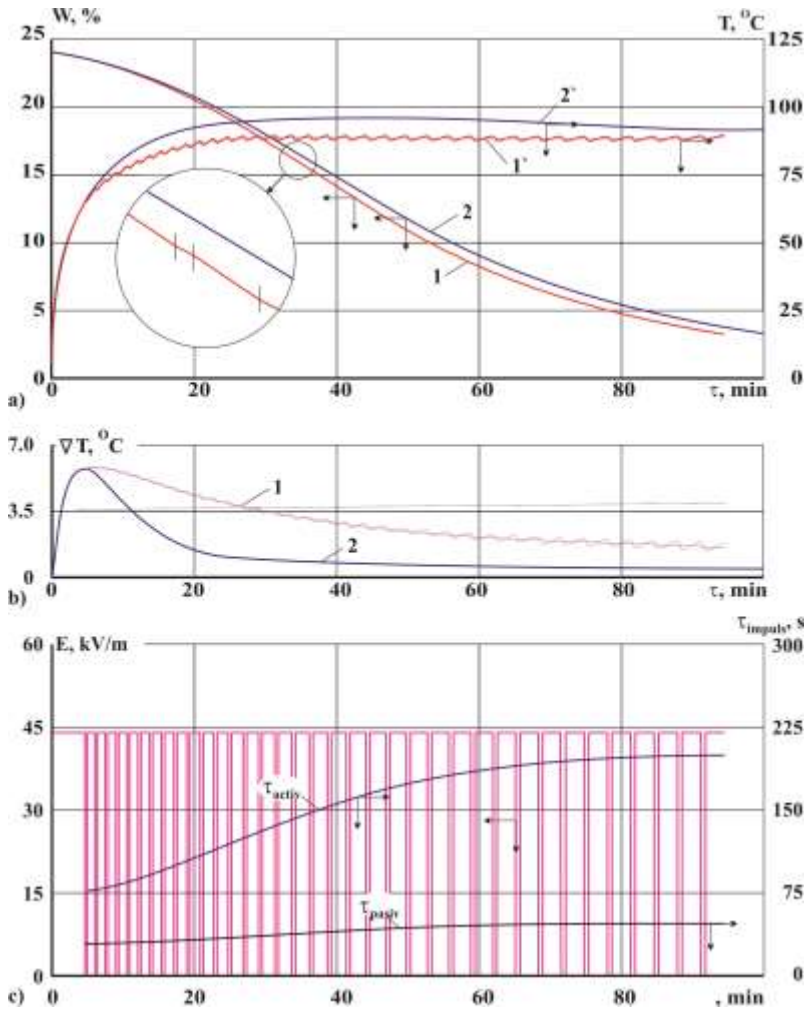 W, % T, °C
25 125
20 100
2`
1`
15 75
2
10 50
1
5 25
0 0
a) 0 20 40 60 80 τ, min
7.0 ∇ T, °C
1
3.5
2
0
b) 0 20 40 60 80 τ, min
τimpuls, s
60 E, kV/m 300
45 225
τactiv
30 150
15 75
τpasiv
0 0
c) 0 20 40 60 80 , min